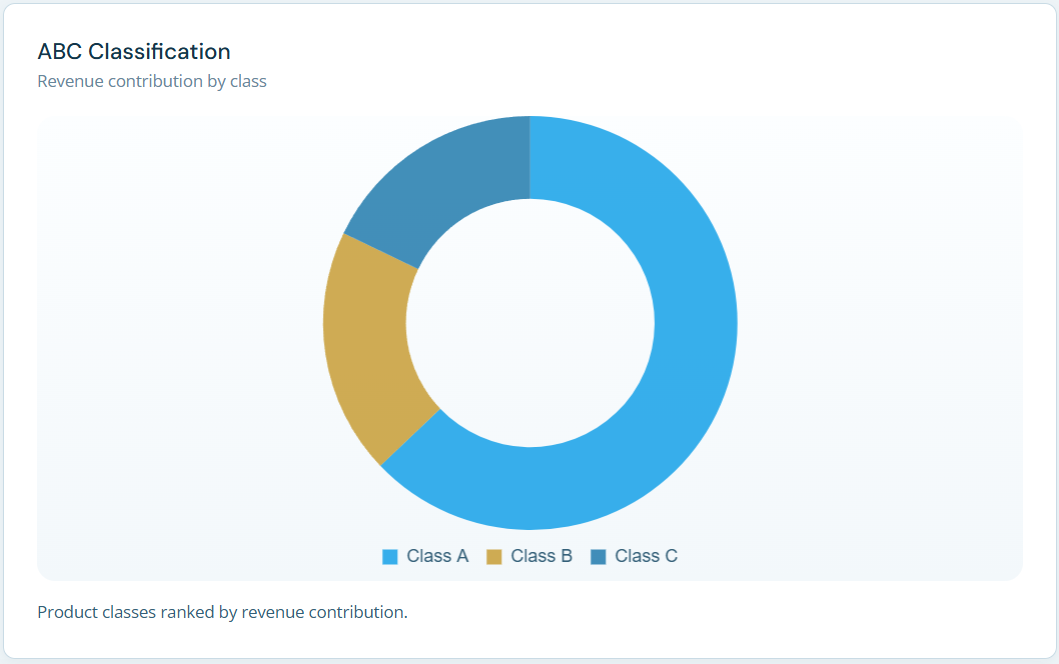 ABC Classification
Revenue contribution by class
Class A Class B Class C
Product classes ranked by revenue contribution.